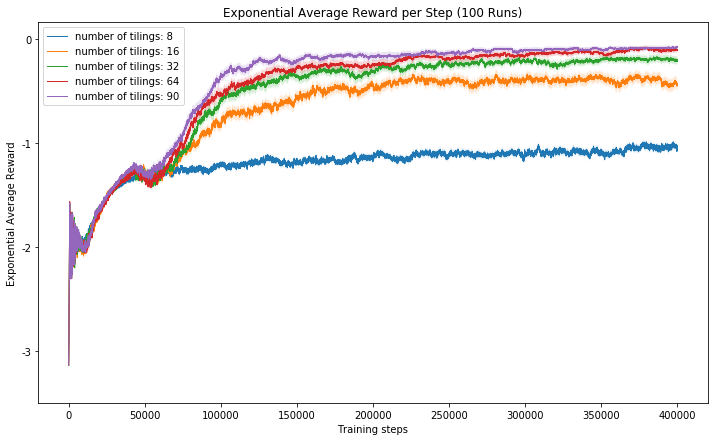 Exponential Average Reward per Step (100 Runs)
number of tilings: 8
number of tilings: 16
number of tilings: 32
number of tilings: 64
number of tilings: 90
Exponential Average Reward
0
-1
-2
-3
0 50000 100000 150000 200000 250000 300000 350000 400000
Training steps